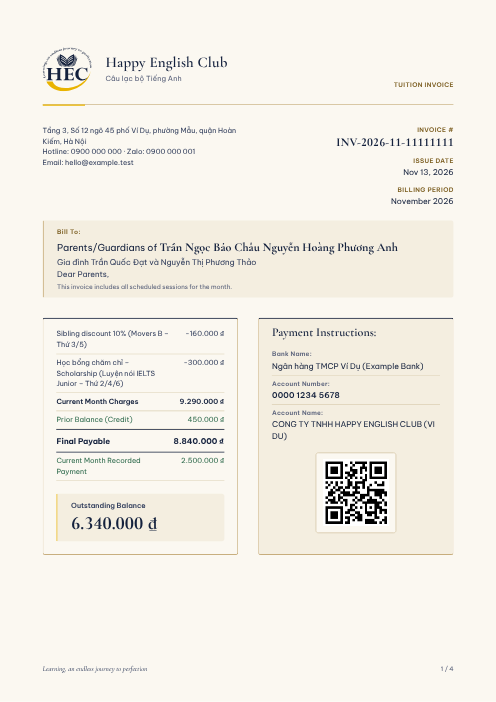 HEC
Happy English Club
Câu lạc bộ Tiếng Anh
TUITION INVOICE
Tầng 3, Số 12 ngõ 45 phố Ví Dụ, phường Mẫu, quận Hoàn
Kiếm, Hà Nội
Hotline: 0900 000 000 · Zalo: 0900 000 001
Email: hello@example.test
INVOICE #
INV-2026-11-11111111
ISSUE DATE
Nov 13, 2026
BILLING PERIOD
November 2026
Bill To:
Parents/Guardians of Trần Ngọc Bảo Châu Nguyễn Hoàng Phương Anh
Gia đình Trần Quốc Đạt và Nguyễn Thị Phương Thảo
Dear Parents,
This invoice includes all scheduled sessions for the month.
Sibling discount 10% (Movers B – -160.000 ₫
Thứ 3/5)
Học bổng chăm chỉ – -300.000 ₫
Scholarship (Luyện nói IELTS
Junior – Thứ 2/4/6)
Current Month Charges 9.290.000 ₫
Prior Balance (Credit) 450.000 ₫
Final Payable 8.840.000 ₫
Current Month Recorded 2.500.000 ₫
Payment
Outstanding Balance
6.340.000 ₫
Payment Instructions:
Bank Name:
Ngân hàng TMCP Ví Dụ (Example Bank)
Account Number:
0000 1234 5678
Account Name:
CONG TY TNHH HAPPY ENGLISH CLUB (VI
DU)
Learning, an endless journey to perfection
1 / 4